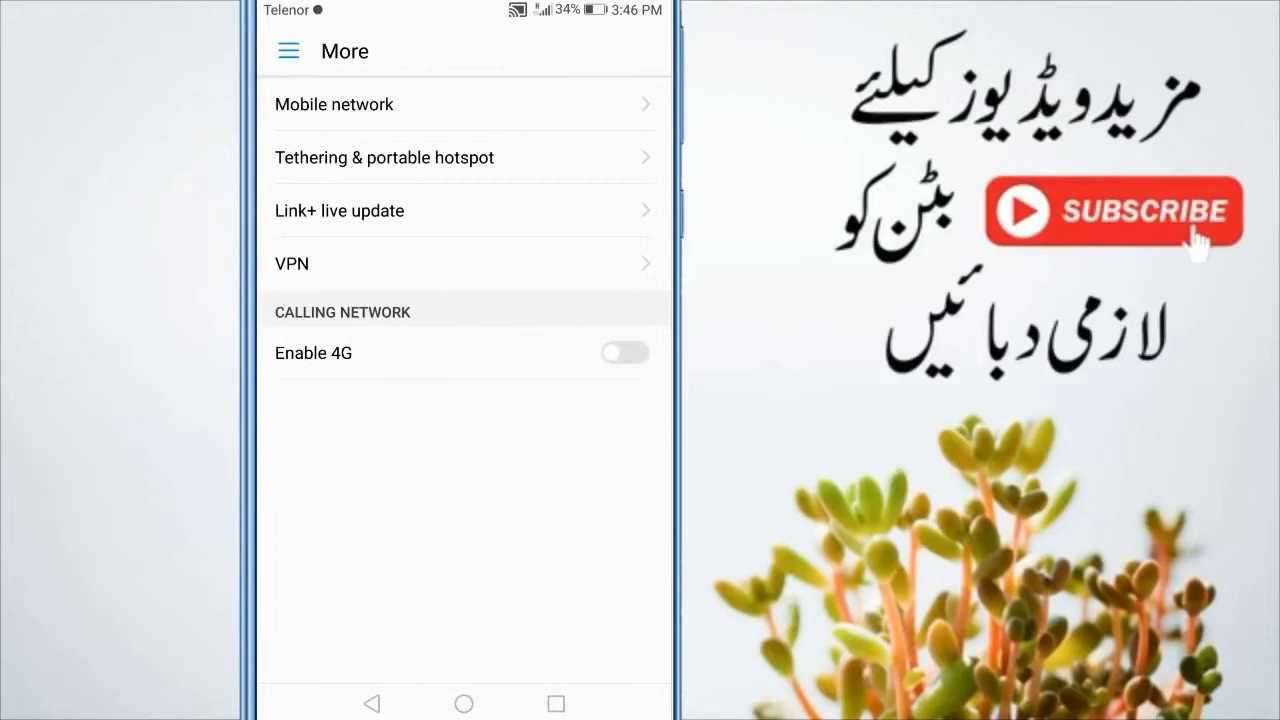 Telenor 34% 3:46 PM
More
Mobile network
Tethering & portable hotspot
Link+ live update
VPN
CALLING NETWORK
Enable 4G
مزید ویڈیوز کیلئے
SUBSCRIBE بٹن کو
لازمی دبائیں